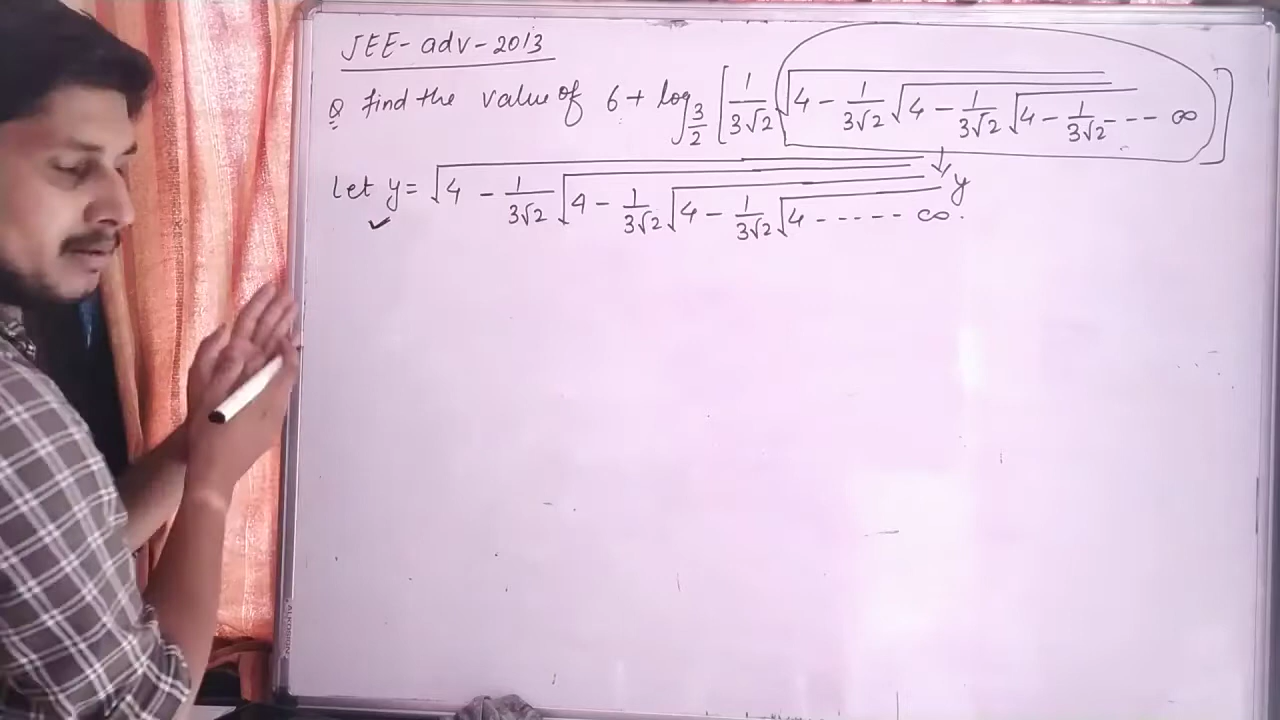 JEE-adv-2013
Q find the value of 6 + log_{3/2} [ 1/(3√2) √(4 - 1/(3√2) √(4 - 1/(3√2) √(4 - 1/(3√2) --- ∞ ]
let y = √(4 - 1/(3√2) √(4 - 1/(3√2) √(4 - 1/(3√2) √(4 ----- ∞.
y